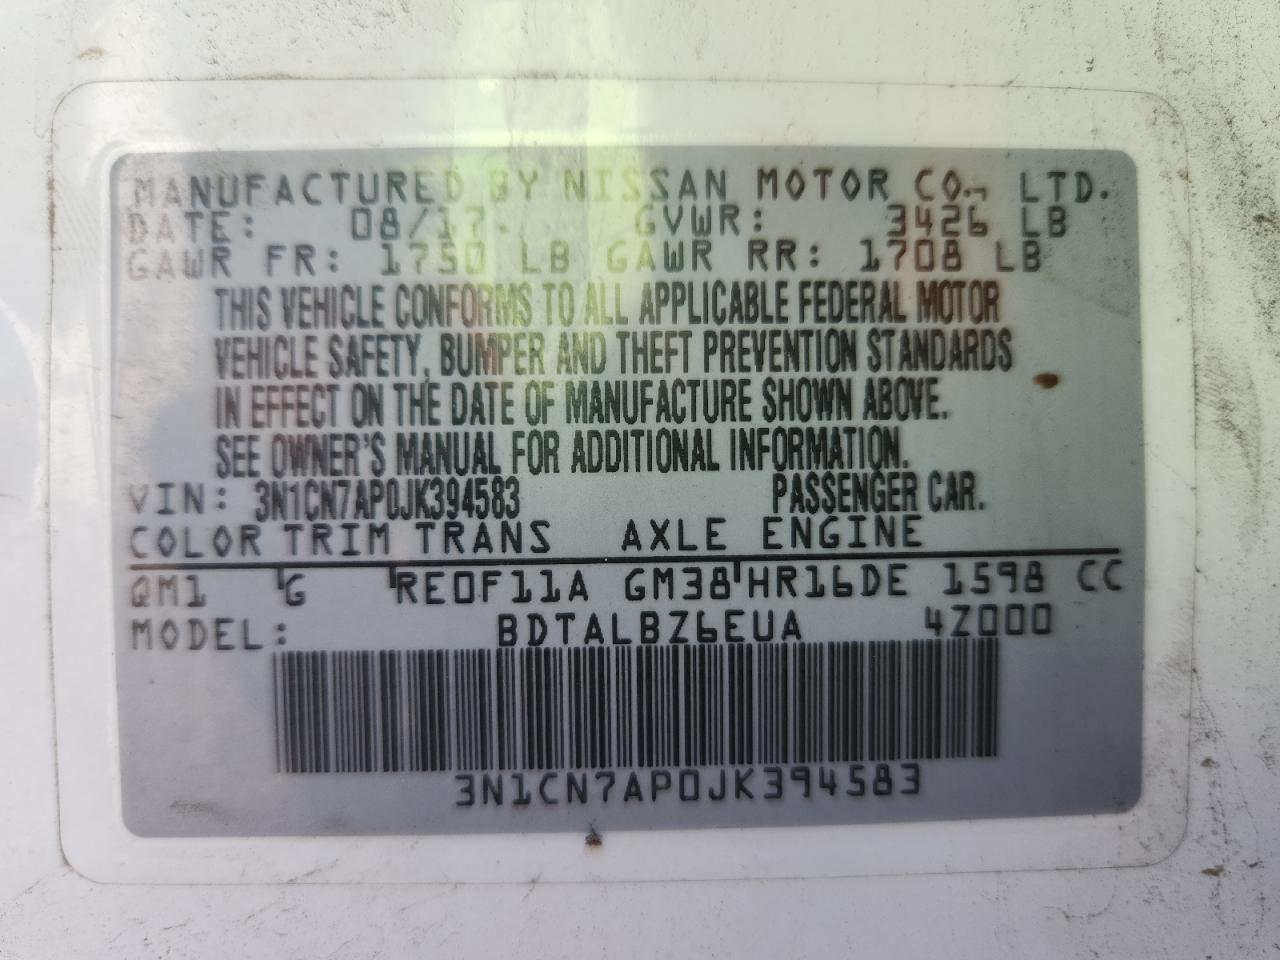 MANUFACTURED BY NISSAN MOTOR CO., LTD.
DATE: 08/17 GVWR: 3426 LB
GAWR FR: 1750 LB GAWR RR: 1708 LB
THIS VEHICLE CONFORMS TO ALL APPLICABLE FEDERAL MOTOR
VEHICLE SAFETY, BUMPER AND THEFT PREVENTION STANDARDS
IN EFFECT ON THE DATE OF MANUFACTURE SHOWN ABOVE.
SEE OWNER'S MANUAL FOR ADDITIONAL INFORMATION.
VIN: 3N1CN7AP0JK394583 PASSENGER CAR.
COLOR TRIM TRANS AXLE ENGINE
QM1 G RE0F11A GM38 HR16DE 1598 CC
MODEL: BDTALBZ6EUA 4Z000
3N1CN7AP0JK394583